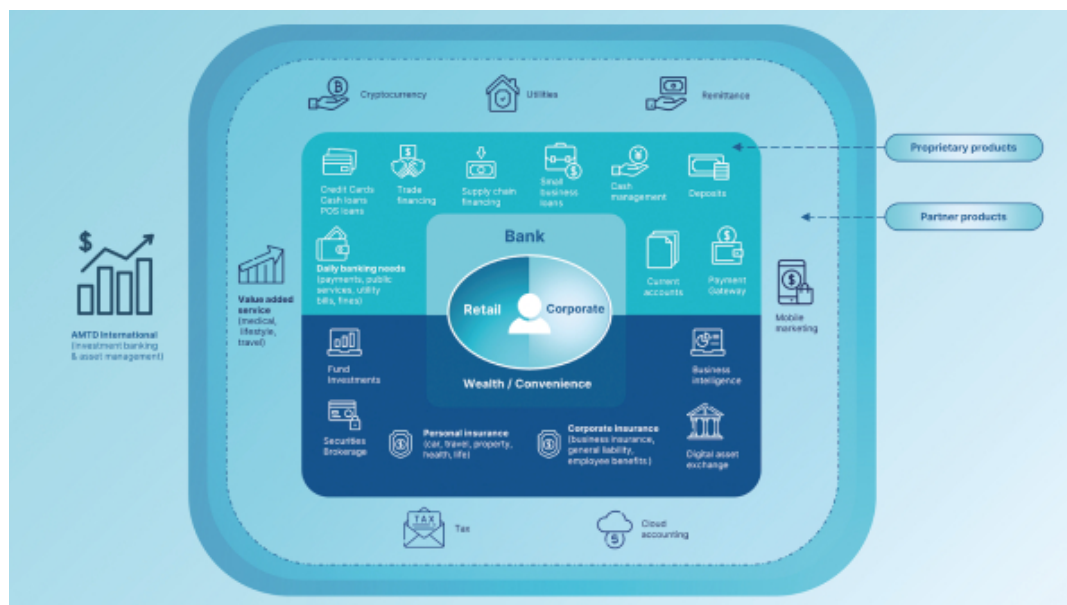 Cryptocurrency
Utilities
Remittance
Proprietary products
Partner products
Credit Cards
Cash loans
POS loans
Trade
financing
Supply chain
financing
Small
business
loans
Cash
management
Deposits
Bank
Daily banking needs
(payments, public
services, utility
bills, fines)
Current
accounts
Payment
Gateway
Retail
Corporate
Value added
service
(medical,
lifestyle,
travel)
Mobile
marketing
AMTD International
(investment banking
& asset management)
Fund
Investments
Wealth / Convenience
Business
intelligence
Securities
Brokerage
Personal insurance
(car, travel, property,
health, life)
Corporate Insurance
(business insurance,
general liability,
employee benefits)
Digital asset
exchange
TAX
Tax
Cloud
accounting